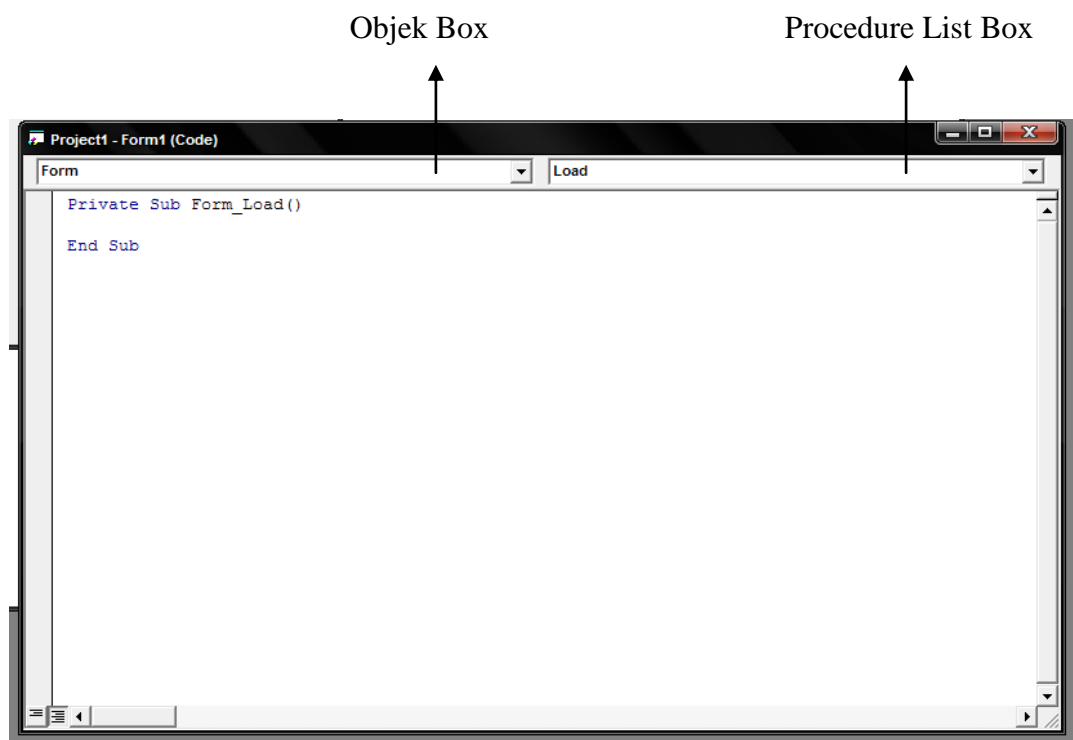 Objek Box Procedure List Box
Project1 - Form1 (Code)
Form Load
Private Sub Form_Load()
End Sub